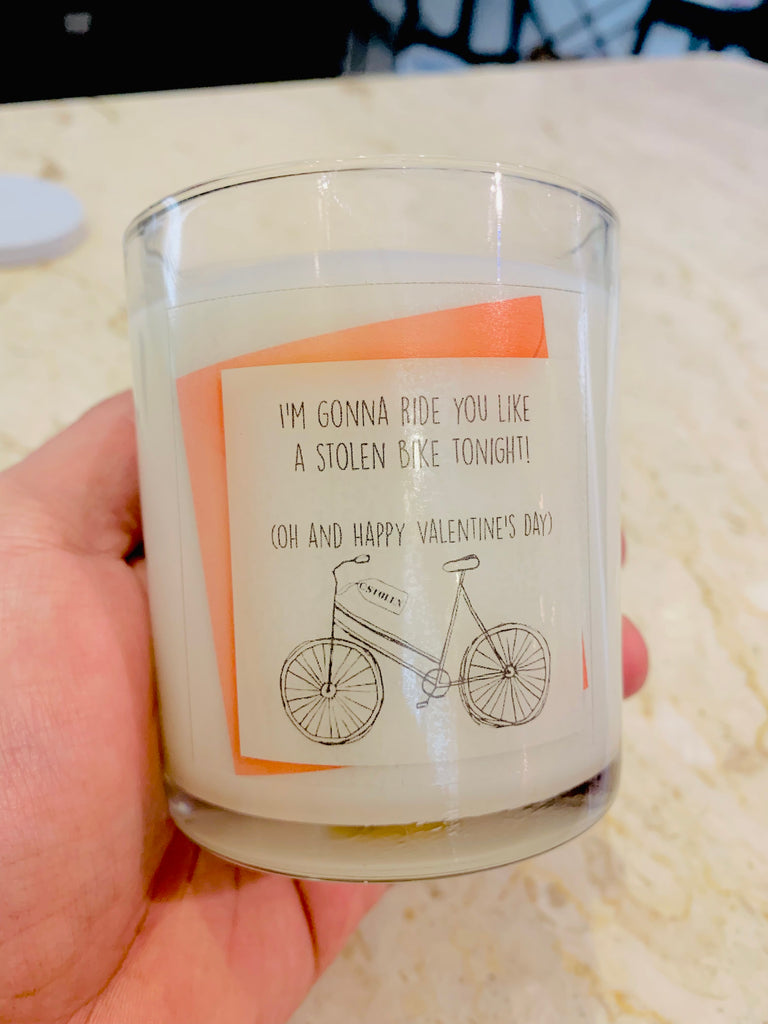 I'M GONNA RIDE YOU LIKE
A STOLEN BIKE TONIGHT!
(OH AND HAPPY VALENTINE'S DAY)
STOLEN